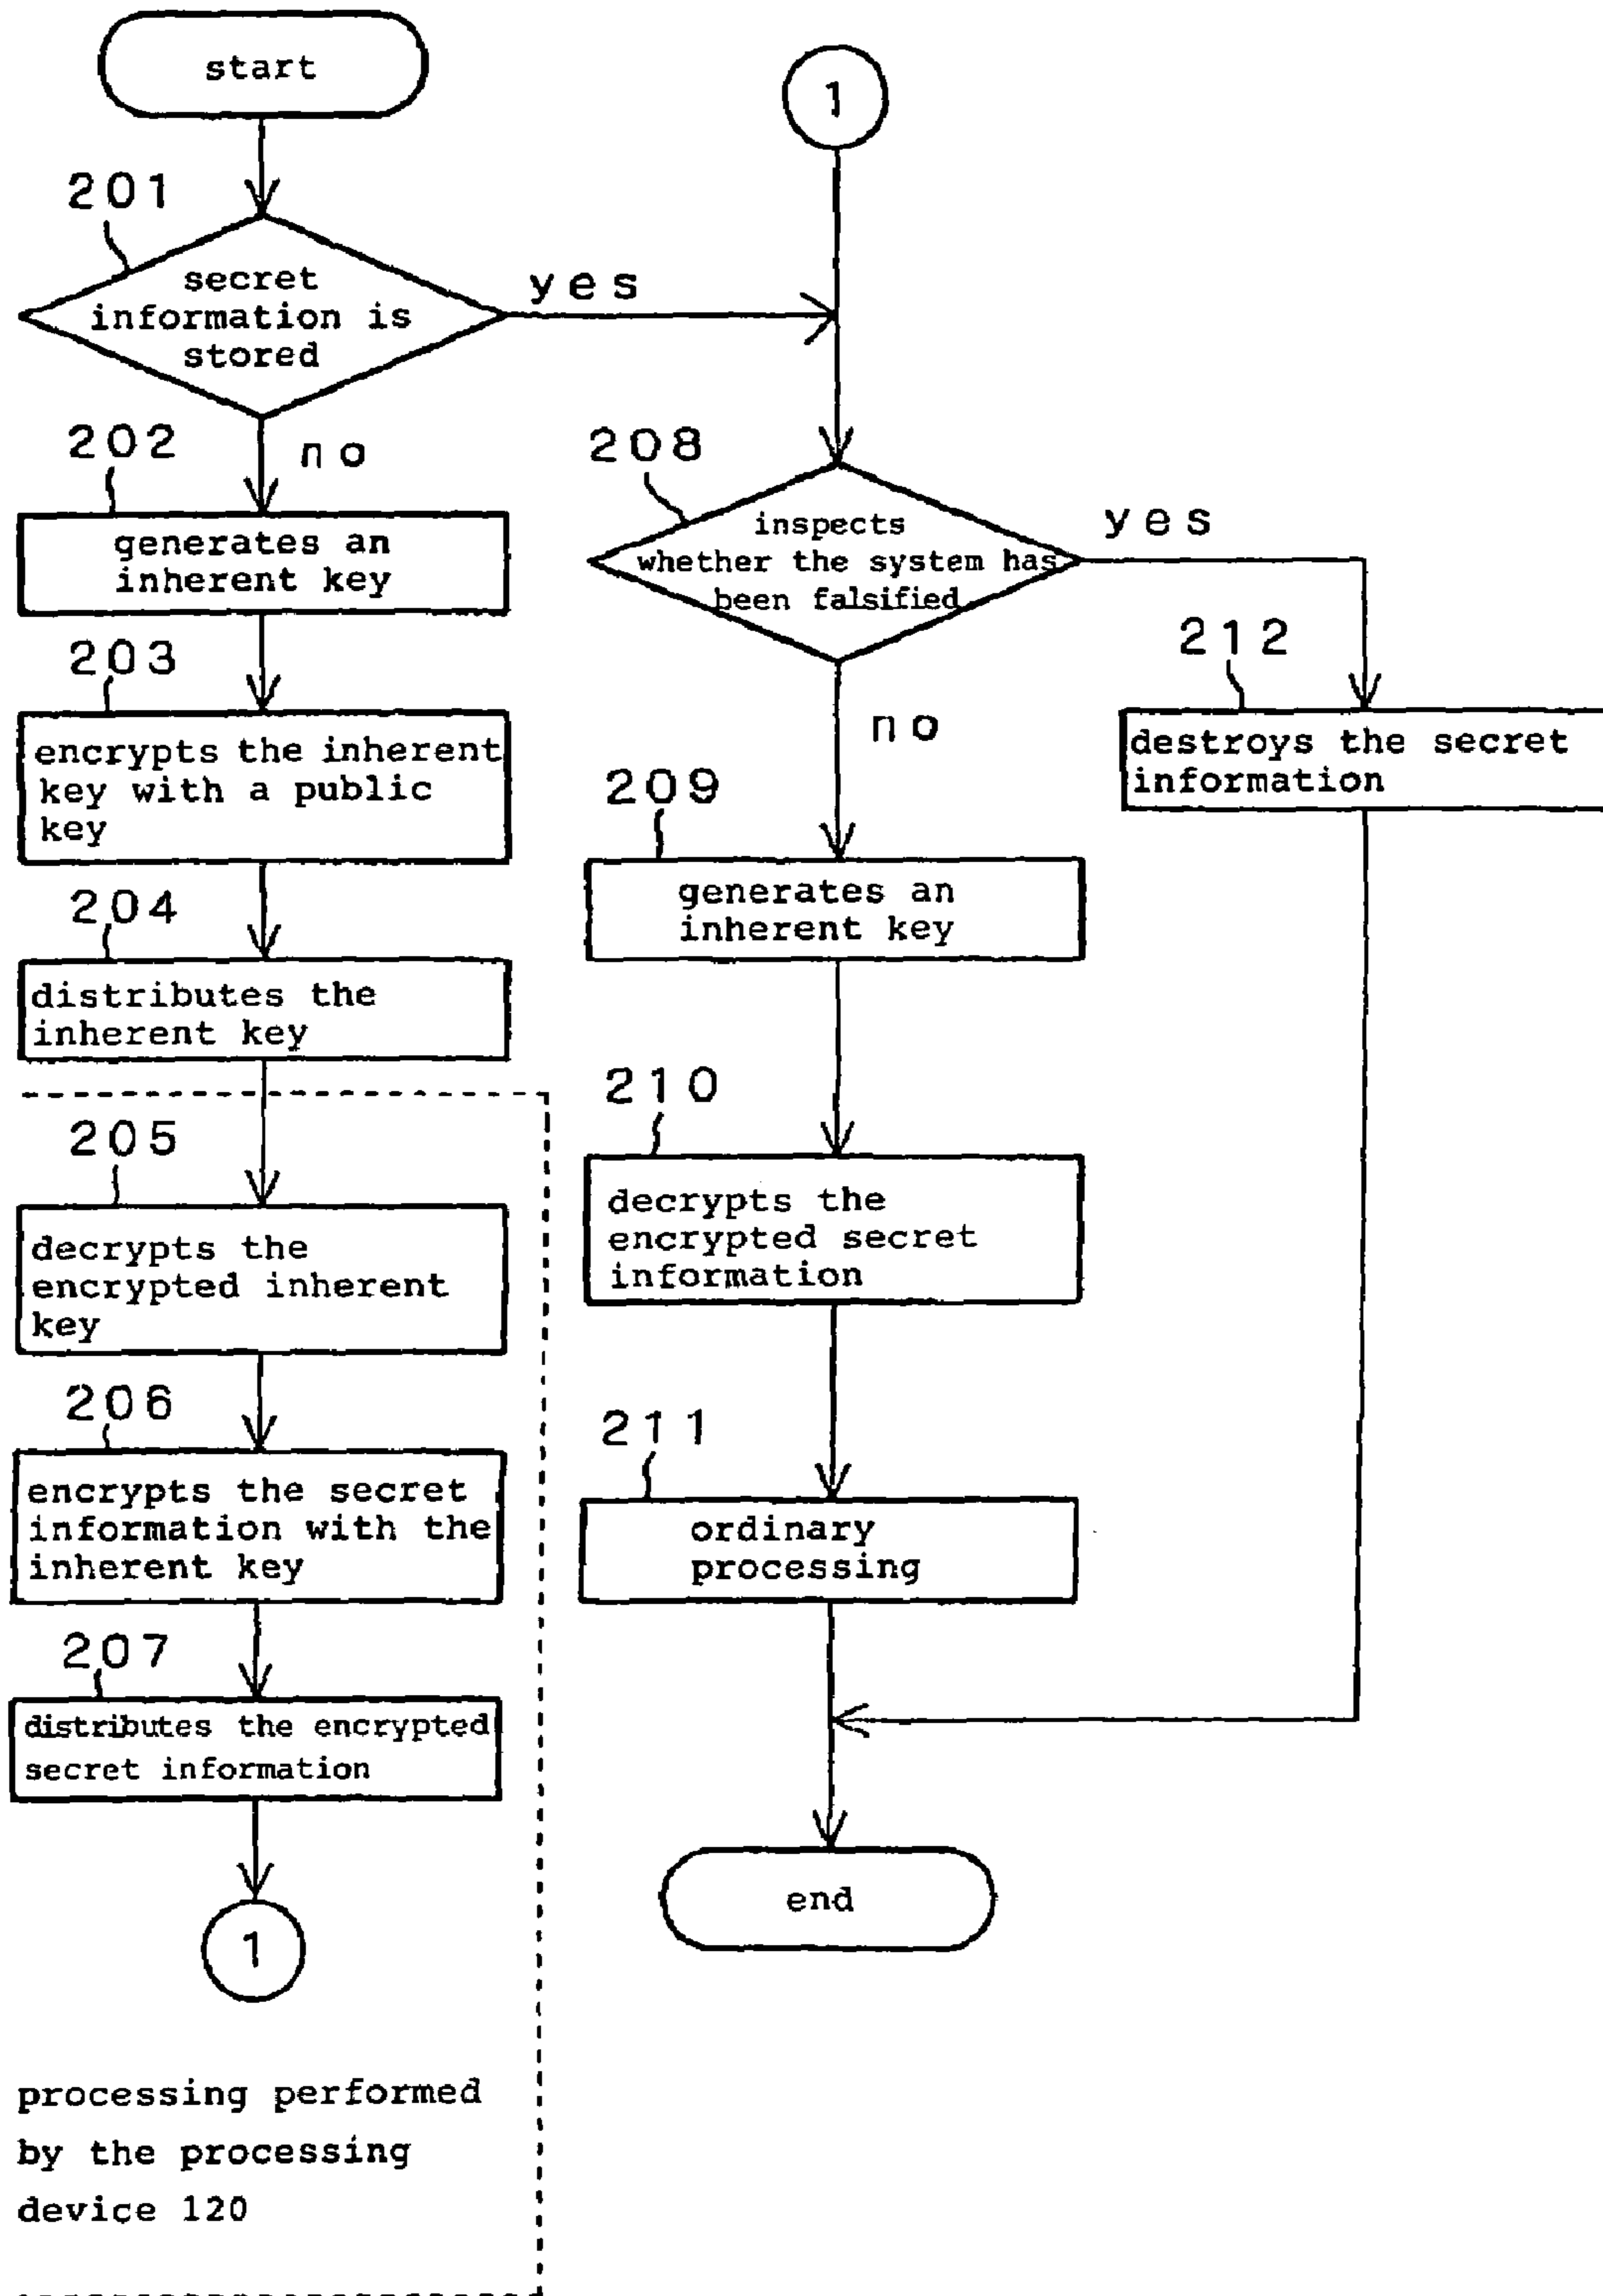 start
201
secret
information is
stored
yes
no
202
generates an
inherent key
203
encrypts the inherent
key with a public
key
204
distributes the
inherent key
205
decrypts the
encrypted inherent
key
206
encrypts the secret
information with the
inherent key
207
distributes the encrypted
secret information
1
processing performed
by the processing
device 120
1
208
inspects
whether the system has
been falsified
yes
no
212
destroys the secret
information
209
generates an
inherent key
210
decrypts the
encrypted secret
information
211
ordinary
processing
end